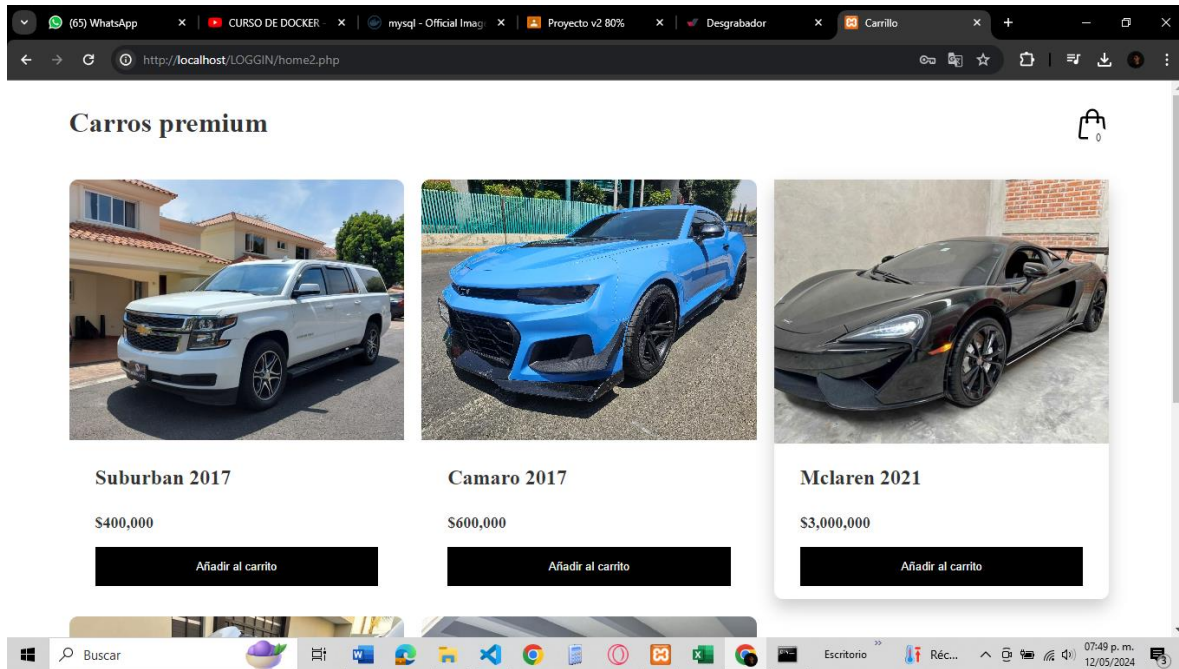 (65) WhatsApp
CURSO DE DOCKER -
mysql - Official Imag
Proyecto v2 80%
Desgrabador
Carrillo
http://localhost/LOGGIN/home2.php
Carros premium
0
Suburban 2017
Camaro 2017
Mclaren 2021
$400,000
$600,000
$3,000,000
Añadir al carrito
Añadir al carrito
Añadir al carrito
Buscar
Escritorio
Réc...
07:49 p. m.
12/05/2024
3